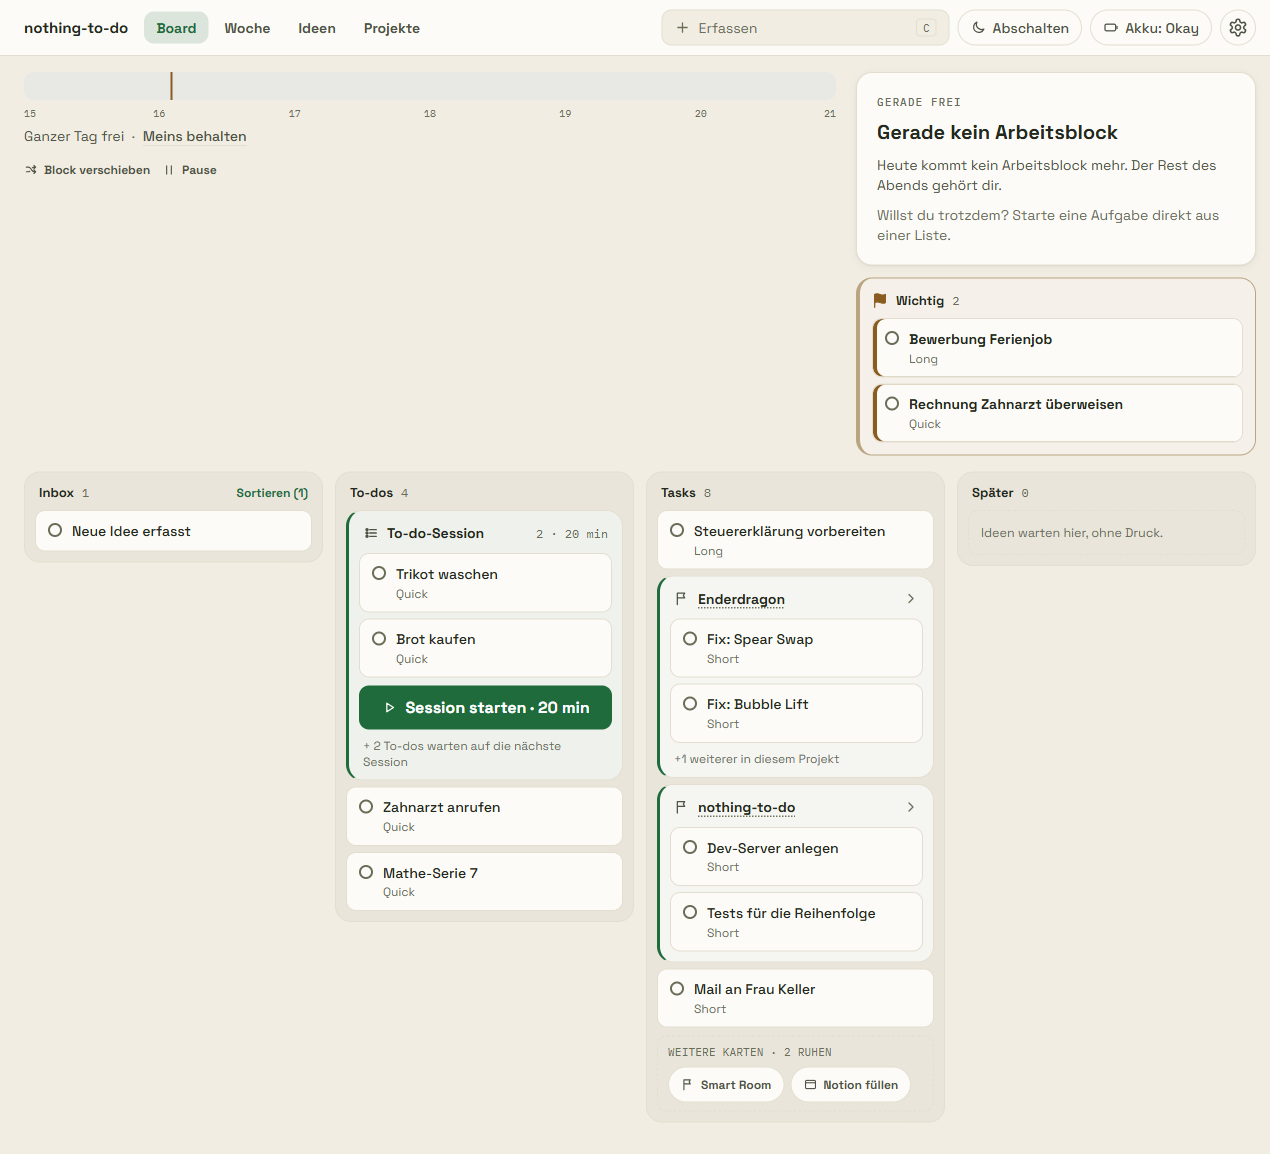 nothing-to-do
Board
Woche
Ideen
Projekte
Erfassen
C
Abschalten
Akku: Okay
15 16 17 18 19 20 21
Ganzer Tag frei · Meins behalten
Block verschieben
Pause
GERADE FREI
Gerade kein Arbeitsblock
Heute kommt kein Arbeitsblock mehr. Der Rest des
Abends gehört dir.
Willst du trotzdem? Starte eine Aufgabe direkt aus
einer Liste.
Wichtig 2
Bewerbung Ferienjob
Long
Rechnung Zahnarzt überweisen
Quick
Inbox 1
Sortieren (1)
Neue Idee erfasst
To-dos 4
To-do-Session
2 · 20 min
Trikot waschen
Quick
Brot kaufen
Quick
Session starten · 20 min
+ 2 To-dos warten auf die nächste
Session
Zahnarzt anrufen
Quick
Mathe-Serie 7
Quick
Tasks 8
Steuererklärung vorbereiten
Long
Enderdragon
Fix: Spear Swap
Short
Fix: Bubble Lift
Short
+1 weiterer in diesem Projekt
nothing-to-do
Dev-Server anlegen
Short
Tests für die Reihenfolge
Short
Mail an Frau Keller
Short
WEITERE KARTEN · 2 RUHEN
Smart Room
Notion füllen
Später 0
Ideen warten hier, ohne Druck.